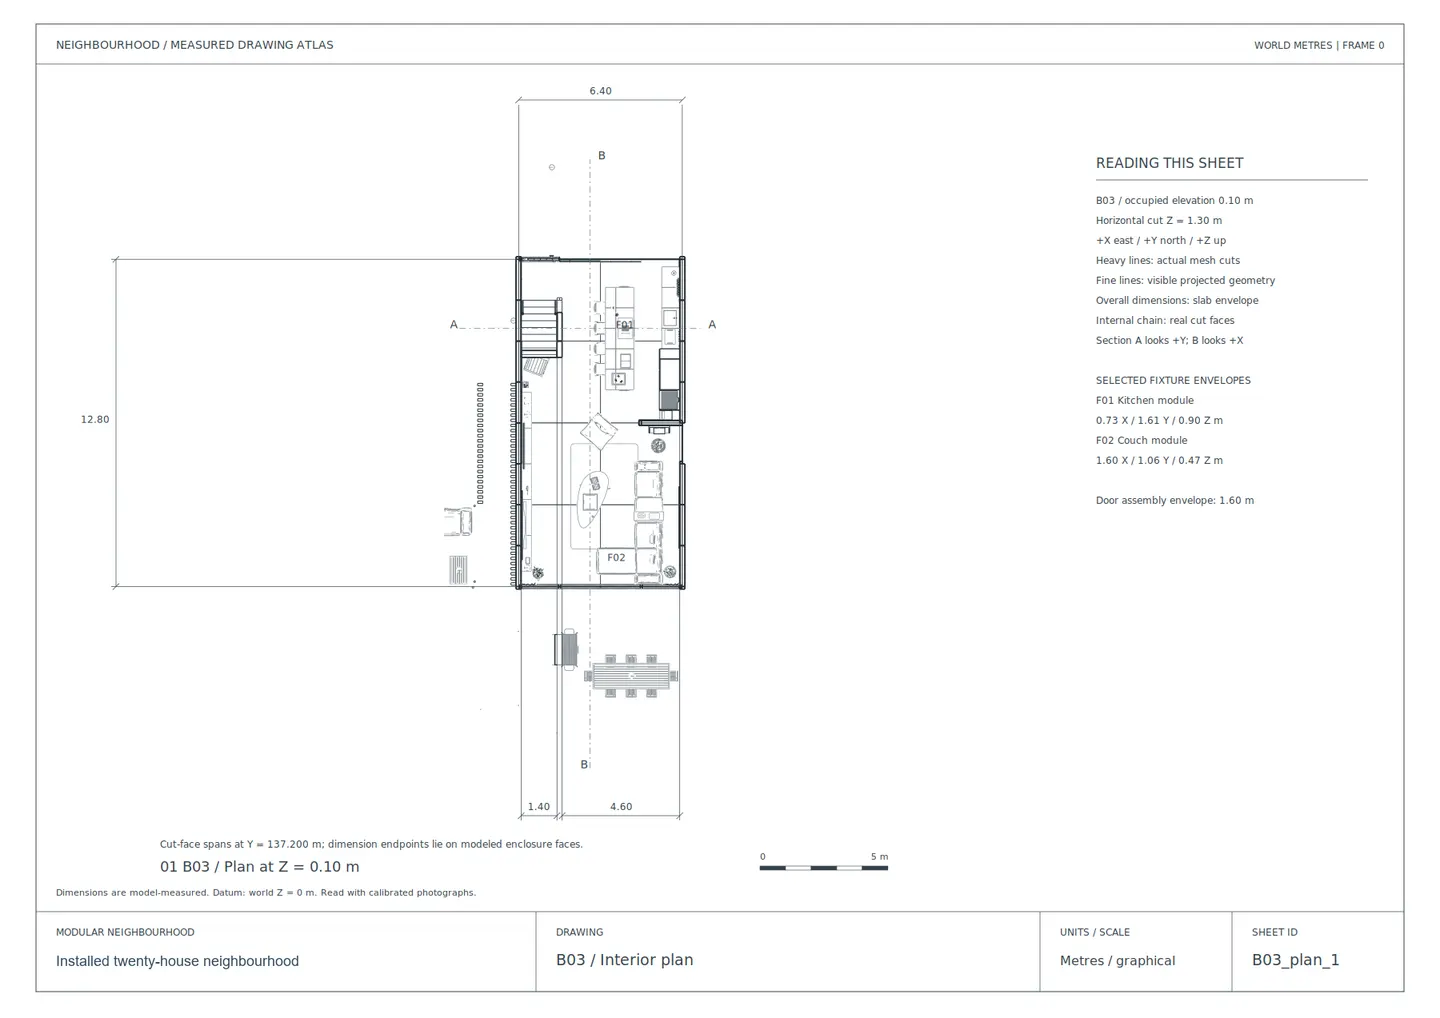 NEIGHBOURHOOD / MEASURED DRAWING ATLAS
WORLD METRES | FRAME 0
6.40
B
READING THIS SHEET
B03 / occupied elevation 0.10 m
Horizontal cut Z = 1.30 m
+X east / +Y north / +Z up
Heavy lines: actual mesh cuts
Fine lines: visible projected geometry
Overall dimensions: slab envelope
Internal chain: real cut faces
Section A looks +Y; B looks +X
SELECTED FIXTURE ENVELOPES
F01 Kitchen module
0.73 X / 1.61 Y / 0.90 Z m
F02 Couch module
1.60 X / 1.06 Y / 0.47 Z m
Door assembly envelope: 1.60 m
A
F01
A
12.80
F02
B
1.40
4.60
Cut-face spans at Y = 137.200 m; dimension endpoints lie on modeled enclosure faces.
01 B03 / Plan at Z = 0.10 m
0
5 m
Dimensions are model-measured. Datum: world Z = 0 m. Read with calibrated photographs.
MODULAR NEIGHBOURHOOD
Installed twenty-house neighbourhood
DRAWING
B03 / Interior plan
UNITS / SCALE
Metres / graphical
SHEET ID
B03_plan_1